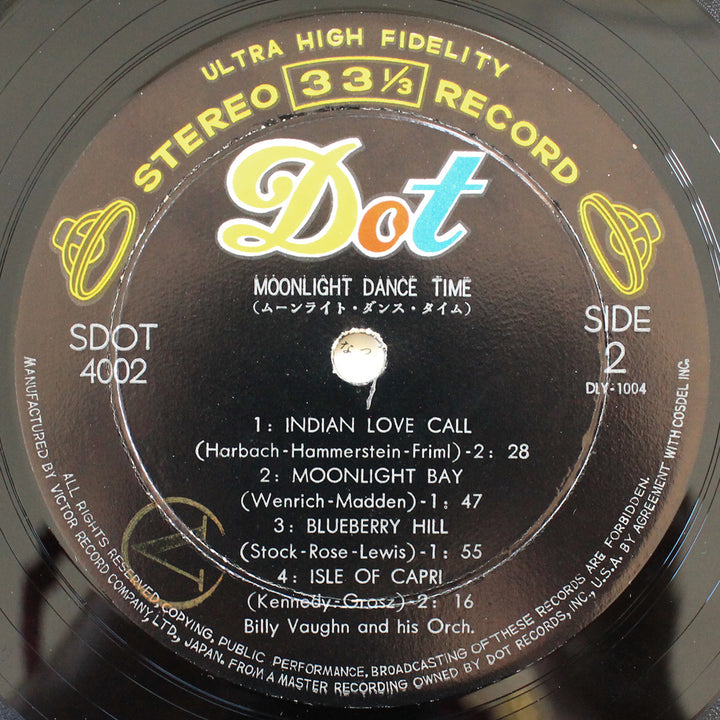 ULTRA HIGH FIDELITY
STEREO 33 1/3 RECORD
Dot
MOONLIGHT DANCE TIME
(ムーンライト・ダンス・タイム)
SDOT
4002
SIDE
2
DLY-1004
なっ
1: INDIAN LOVE CALL
(Harbach-Hammerstein-Friml)-2: 28
2: MOONLIGHT BAY
(Wenrich-Madden)-1: 47
3: BLUEBERRY HILL
(Stock-Rose-Lewis)-1: 55
4: ISLE OF CAPRI
(Kennedy-Grosz)-2: 16
Billy Vaughn and his Orch.
V
ALL RIGHTS RESERVED, COPYING, PUBLIC PERFORMANCE, BROADCASTING OF THESE RECORDS ARE FORBIDDEN.
MANUFACTURED BY VICTOR RECORD COMPANY, LTD., JAPAN. FROM A MASTER RECORDING OWNED BY DOT RECORDS, INC., U.S.A. BY AGREEMENT WITH COSDEL INC.